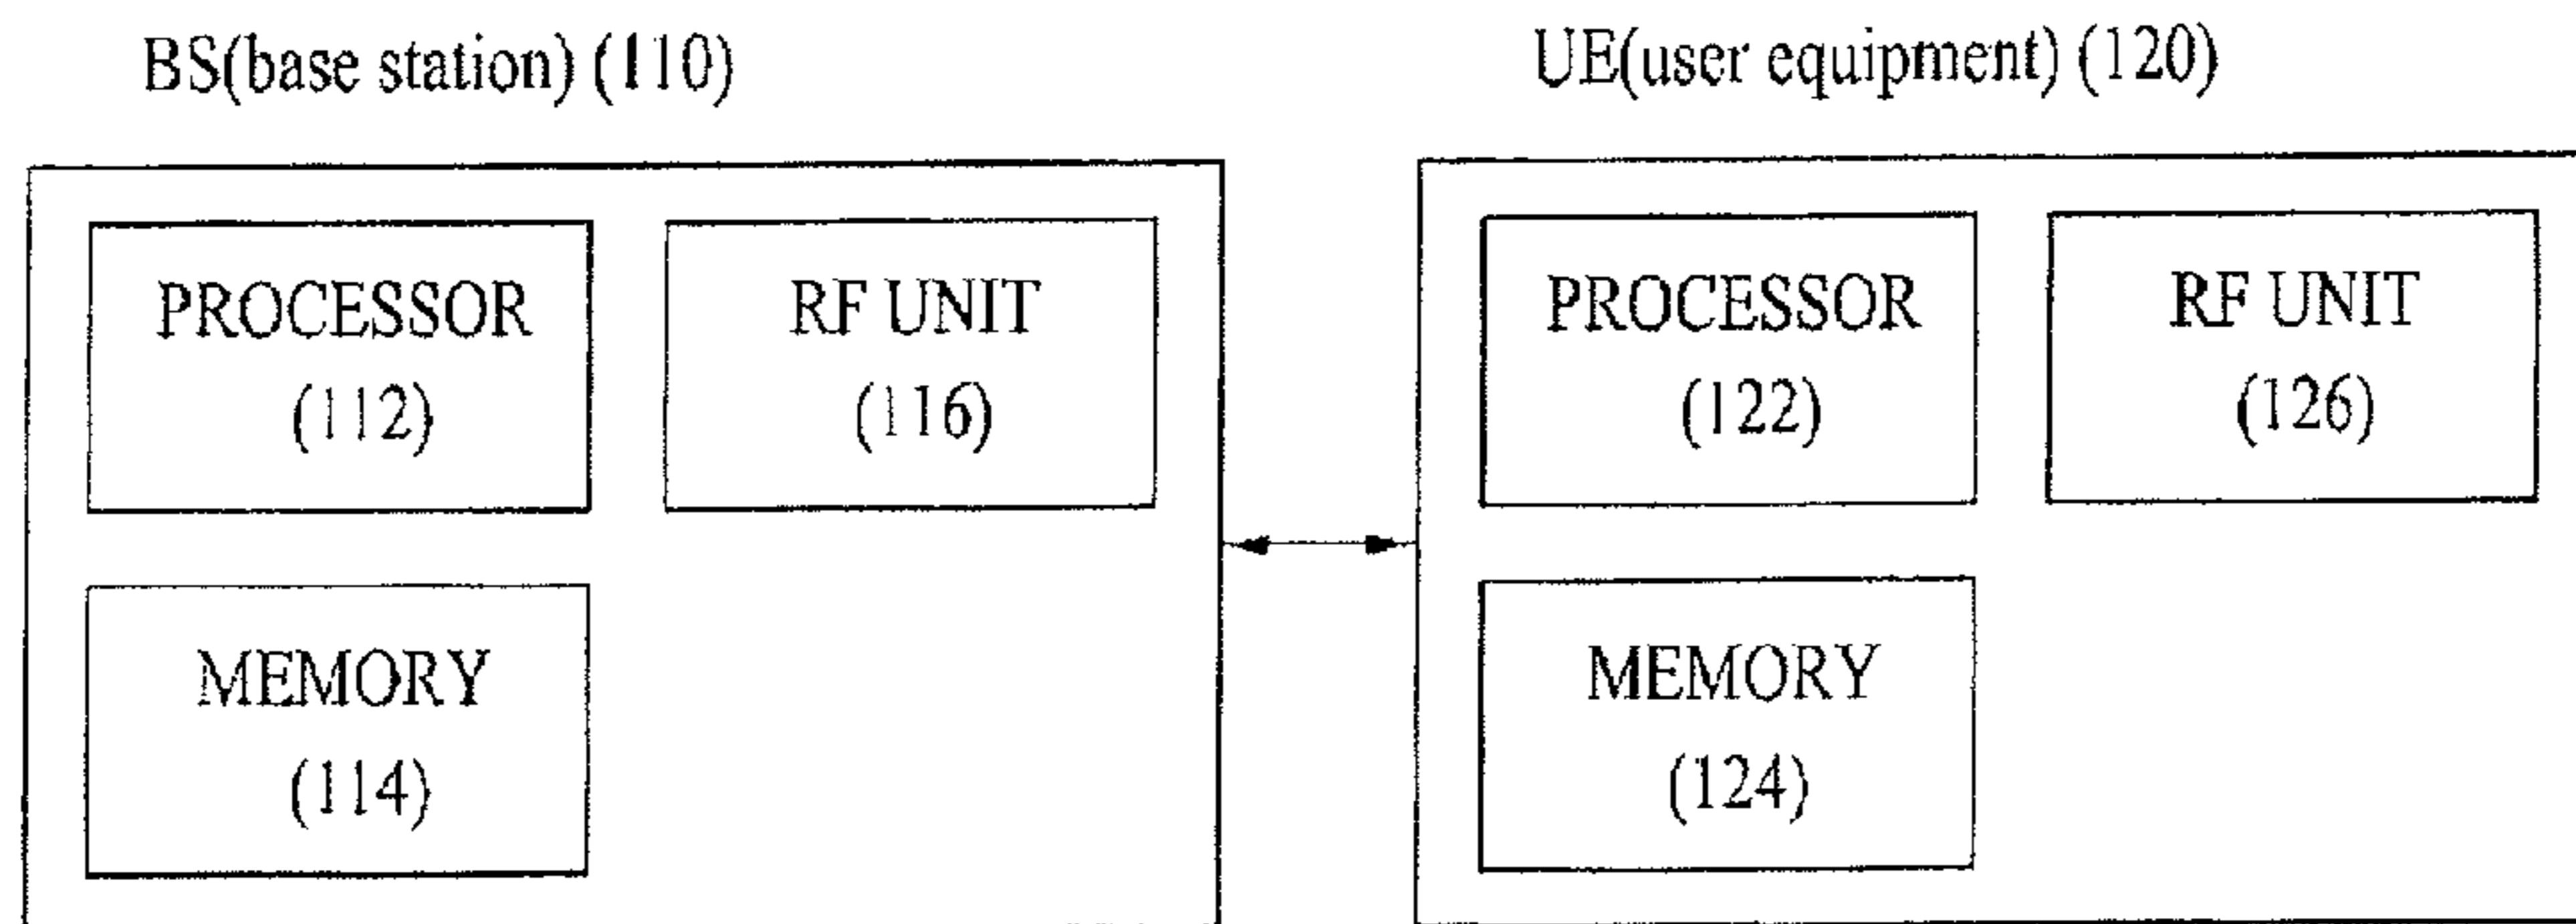 BS(base station) (110)
UE(user equipment) (120)
PROCESSOR
(112)
RF UNIT
(116)
MEMORY
(114)
PROCESSOR
(122)
RF UNIT
(126)
MEMORY
(124)